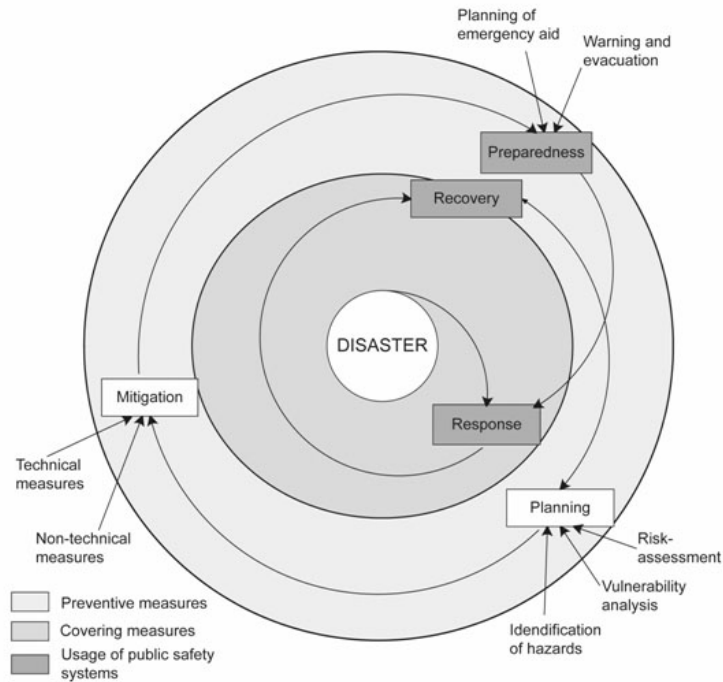 Planning of
emergency aid
Warning and
evacuation
Preparedness
Recovery
DISASTER
Mitigation
Response
Technical
measures
Planning
Non-technical
measures
Risk-
assessment
Vulnerability
analysis
Idendification
of hazards
Preventive measures
Covering measures
Usage of public safety
systems